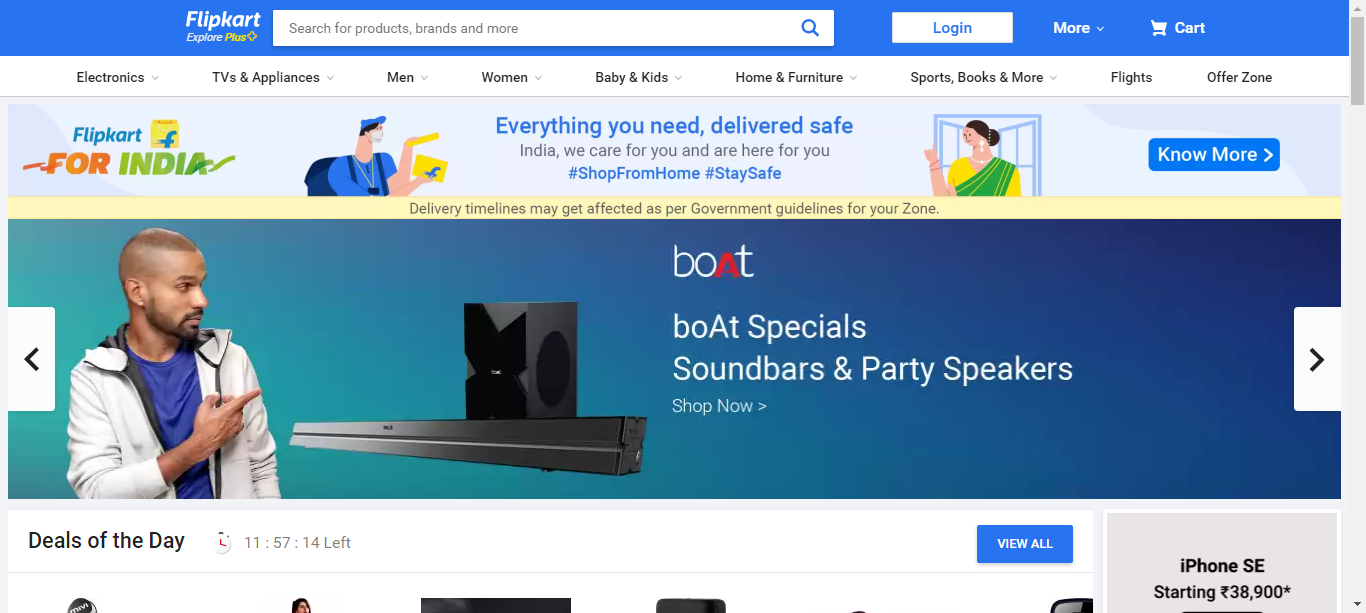 Flipkart
Explore Plus
Search for products, brands and more
Login
More
Cart
Electronics
TVs & Appliances
Men
Women
Baby & Kids
Home & Furniture
Sports, Books & More
Flights
Offer Zone
Flipkart
FOR INDIA
Everything you need, delivered safe
India, we care for you and are here for you
#ShopFromHome #StaySafe
Know More
Delivery timelines may get affected as per Government guidelines for your Zone.
boAt
boAt Specials
Soundbars & Party Speakers
Shop Now >
boAt
Deals of the Day
11 : 57 : 14 Left
VIEW ALL
iPhone SE
Starting ₹38,900*
MIVI